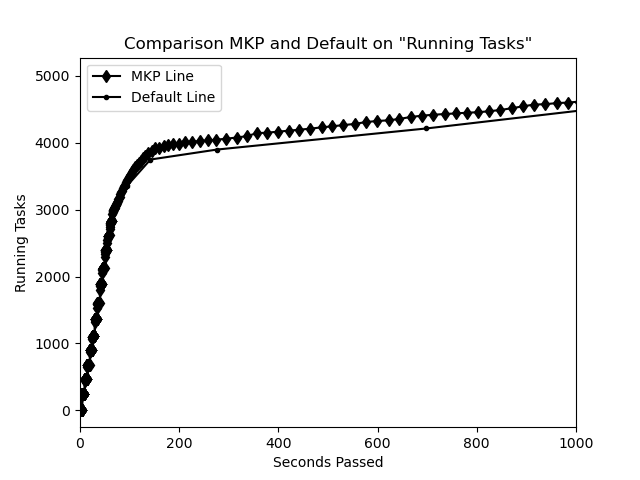 Comparison MKP and Default on "Running Tasks"
MKP Line
Default Line
5000
4000
3000
2000
1000
0
Running Tasks
0 200 400 600 800 1000
Seconds Passed